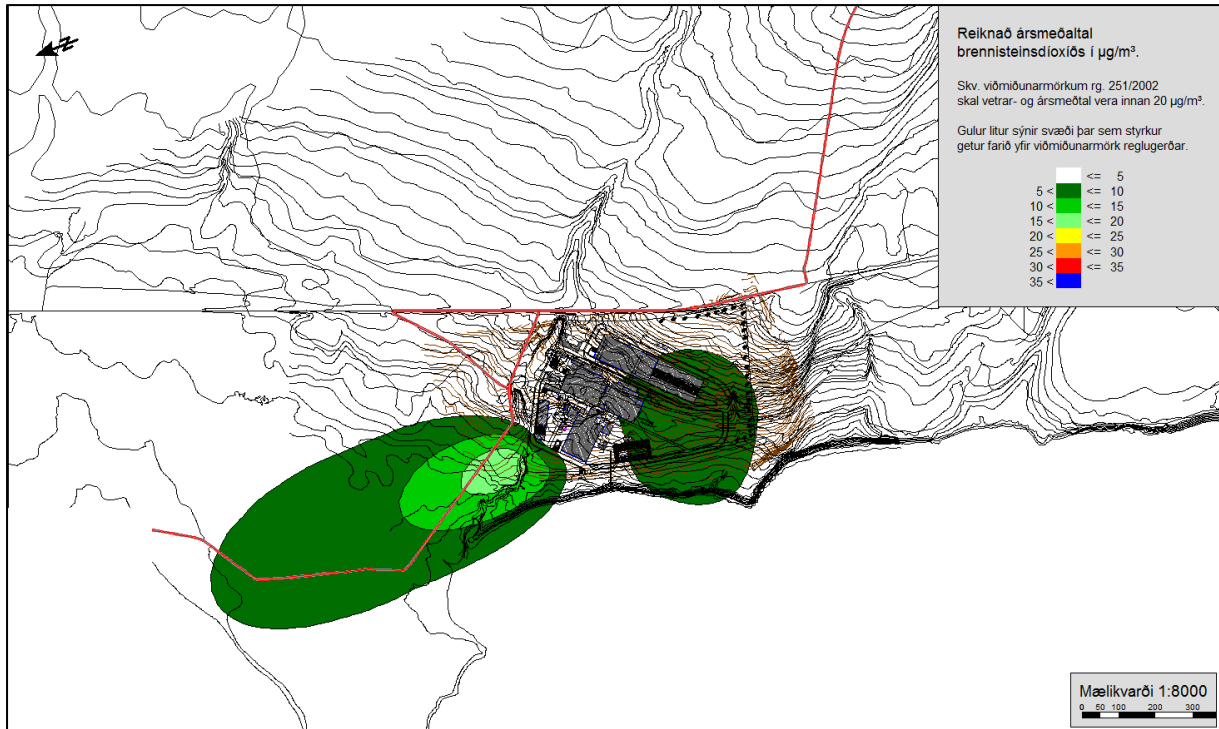 N
Reiknað ársmeðaltal
brennisteinsdíoxíðs í µg/m³.
Skv. viðmiðunarmörkum rg. 251/2002
skal vetrar- og ársmeðtal vera innan 20 µg/m³.
Gulur litur sýnir svæði þar sem styrkur
getur farið yfir viðmiðunarmörk reglugerðar.
<= 5
5 < <= 10
10 < <= 15
15 < <= 20
20 < <= 25
25 < <= 30
30 < <= 35
35 <
Mælikvarði 1:8000
0 50 100 200 300